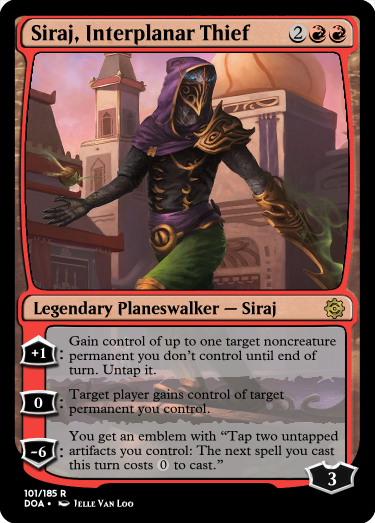 Siraj, Interplanar Thief 2
Legendary Planeswalker — Siraj
+1: Gain control of up to one target noncreature
permanent you don't control until end of
turn. Untap it.
0: Target player gains control of target
permanent you control.
-6: You get an emblem with “Tap two untapped
artifacts you control: The next spell you cast
this turn costs 0 to cast.”
3
101/185 R
DOA • Jelle Van Loo